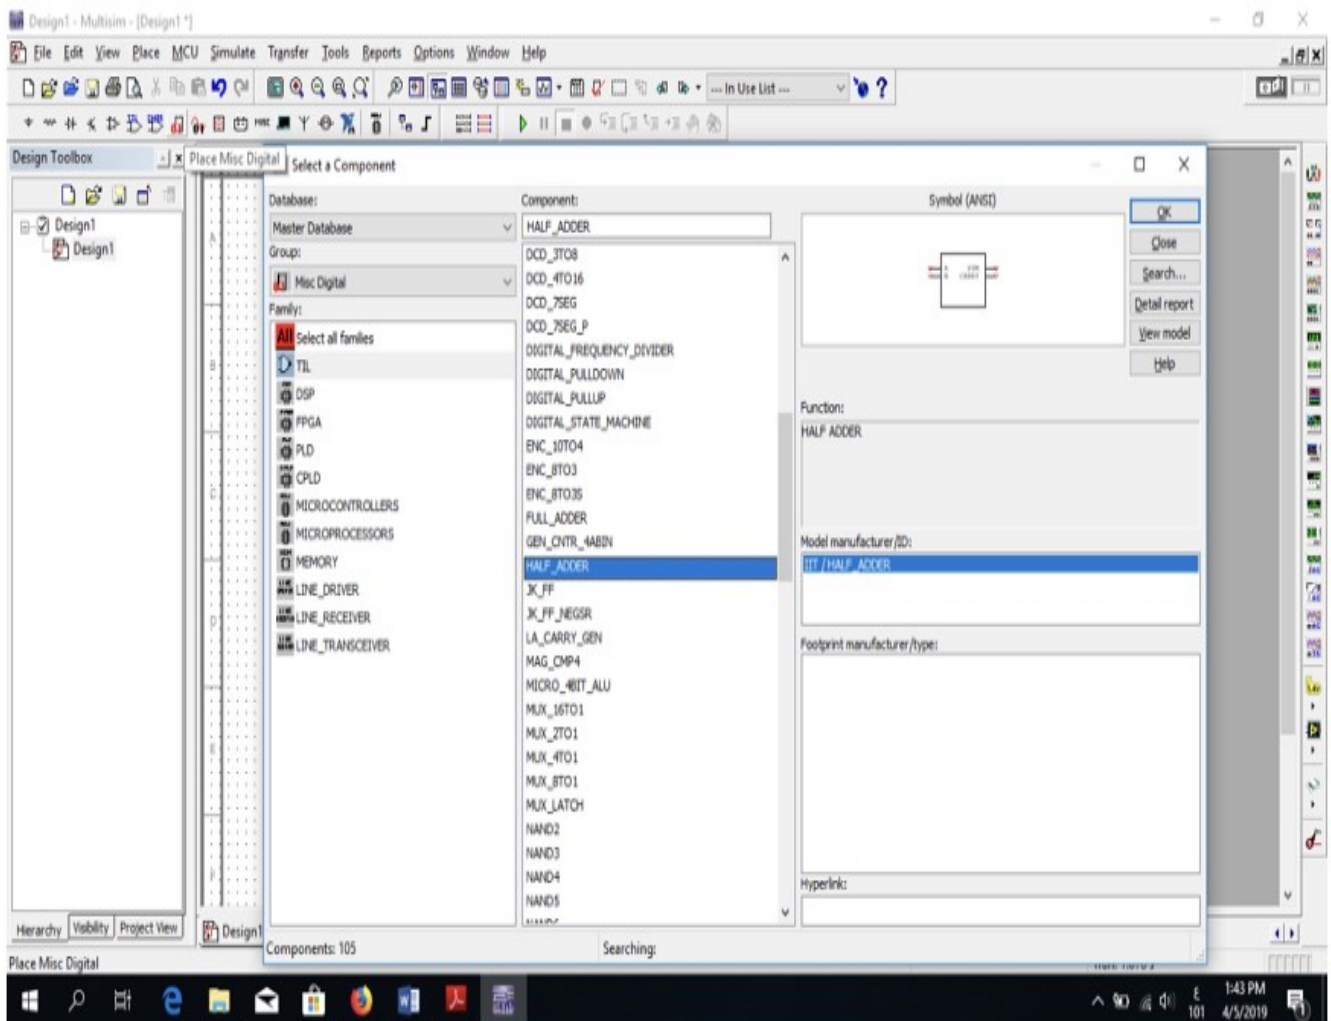 Design1 - Multisim - [Design1 *]
File Edit View Place MCU Simulate Transfer Tools Reports Options Window Help
--- In Use List ---
Design Toolbox
Place Misc Digital
Select a Component
Design1
Design1
Database:
Master Database
Group:
Misc Digital
Family:
All Select all families
TIL
DSP
FPGA
PLD
CPLD
MICROCONTROLLERS
MICROPROCESSORS
MEMORY
LINE_DRIVER
LINE_RECEIVER
LINE_TRANSCEIVER
Component:
HALF_ADDER
DCD_3TO8
DCD_4TO16
DCD_7SEG
DCD_7SEG_P
DIGITAL_FREQUENCY_DIVIDER
DIGITAL_PULLDOWN
DIGITAL_PULLUP
DIGITAL_STATE_MACHINE
ENC_10TO4
ENC_8TO3
ENC_8TO3S
FULL_ADDER
GEN_CNTR_4ABIN
HALF_ADDER
JK_FF
JK_FF_NEGSR
LA_CARRY_GEN
MAG_CMP4
MICRO_4BIT_ALU
MUX_16TO1
MUX_2TO1
MUX_4TO1
MUX_8TO1
MUX_LATCH
NAND2
NAND3
NAND4
NAND5
Symbol (ANSI)
OK
Close
Search...
Detail report
View model
Help
Function:
HALF ADDER
Model manufacturer/ID:
IIT / HALF_ADDER
Footprint manufacturer/type:
Hyperlink:
Components: 105
Searching:
Hierarchy Visibility Project View
Design1
Place Misc Digital
1:43 PM
101
4/5/2019